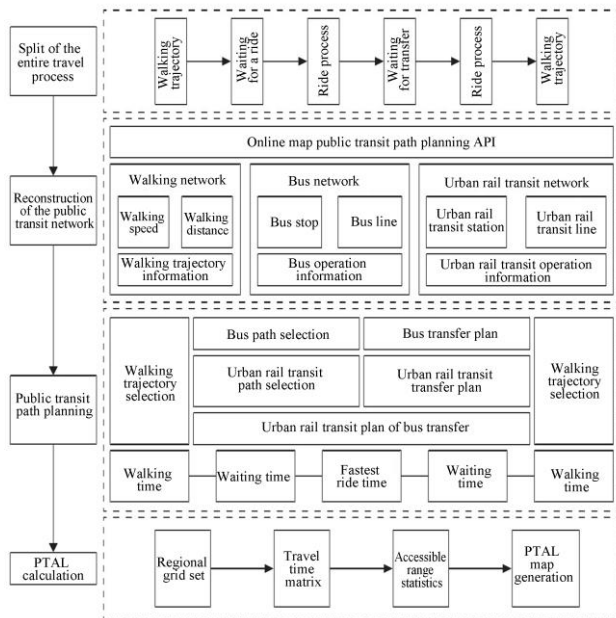 Split of the
entire travel
process
Walking
trajectory
Waiting
for a ride
Ride process
Waiting
for transfer
Ride process
Walking
trajectory
Reconstruction
of the public
transit network
Online map public transit path planning API
Walking network
Walking
speed
Walking
distance
Walking trajectory
information
Bus network
Bus stop
Bus line
Bus operation
information
Urban rail transit network
Urban rail
transit station
Urban rail
transit line
Urban rail transit operation
information
Public transit
path planning
Walking
trajectory
selection
Bus path selection
Bus transfer plan
Urban rail transit
path selection
Urban rail transit
transfer plan
Urban rail transit plan of bus transfer
Walking
trajectory
selection
Walking
time
Waiting time
Fastest
ride time
Waiting
time
Walking
time
PTAL
calculation
Regional
grid set
Travel
time
matrix
Accessible
range
statistics
PTAL
map
generation